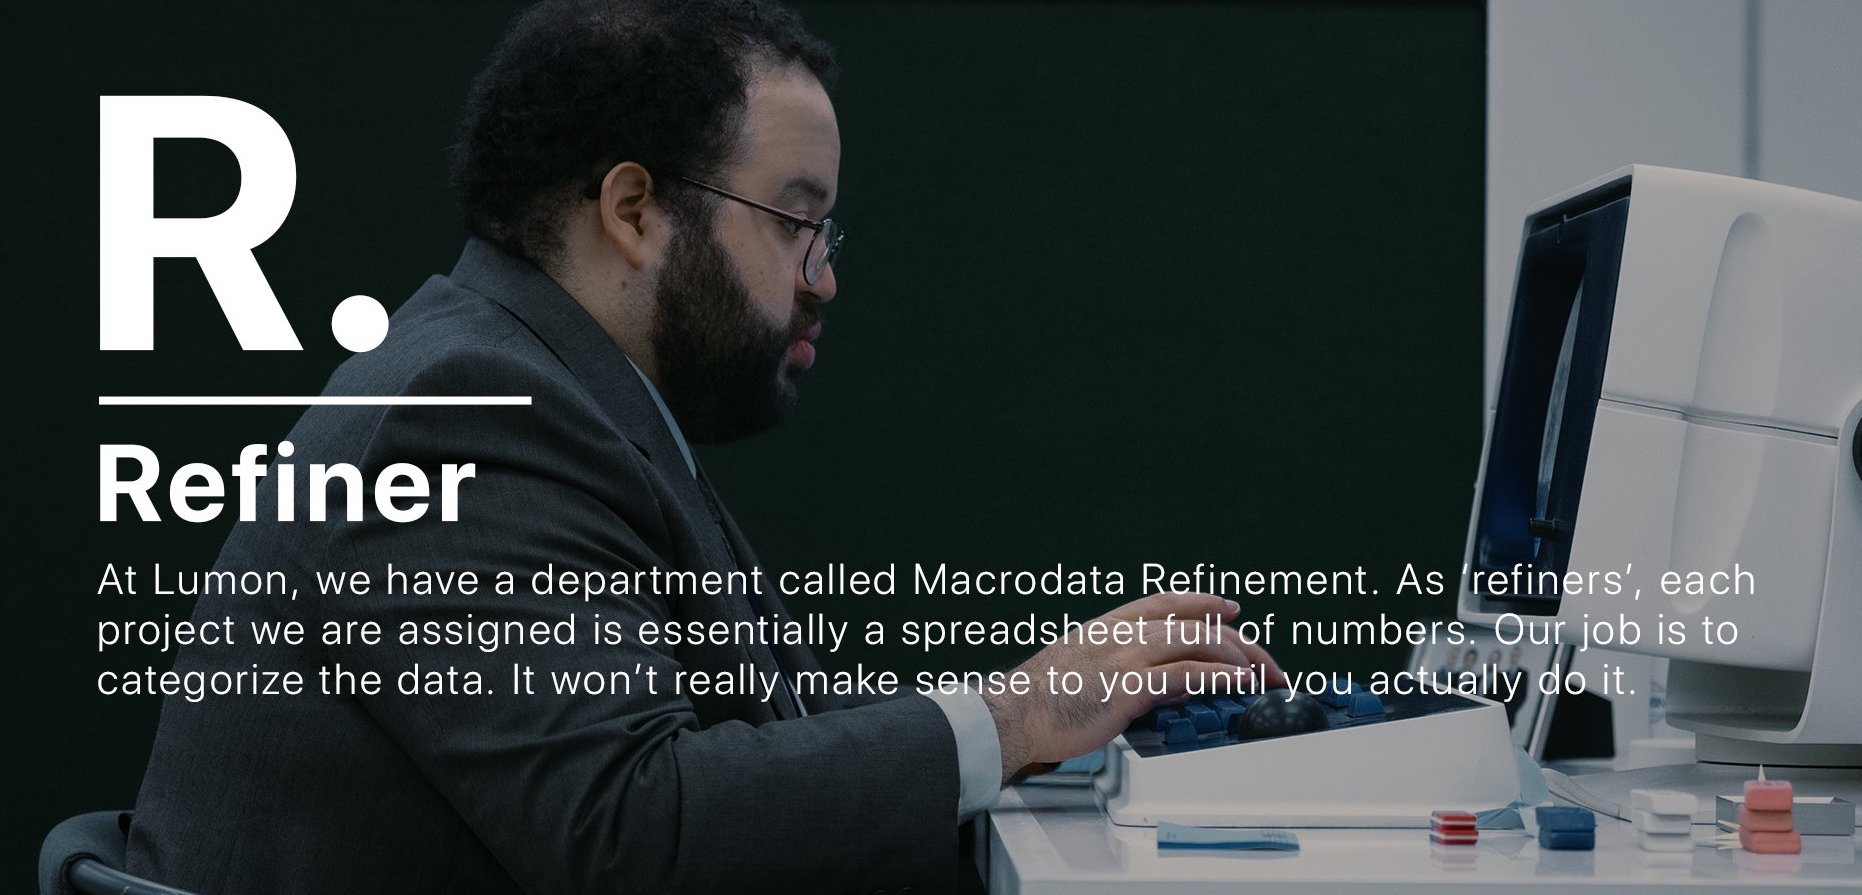 R.
Refiner
At Lumon, we have a department called Macrodata Refinement. As ‘refiners’, each
project we are assigned is essentially a spreadsheet full of numbers. Our job is to
categorize the data. It won’t really make sense to you until you actually do it.